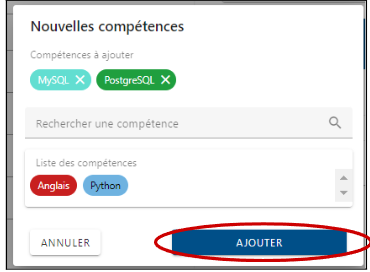 Nouvelles compétences
Compétences à ajouter
MySQL PostgreSQL
Rechercher une compétence
Liste des compétences
Anglais Python
ANNULER AJOUTER